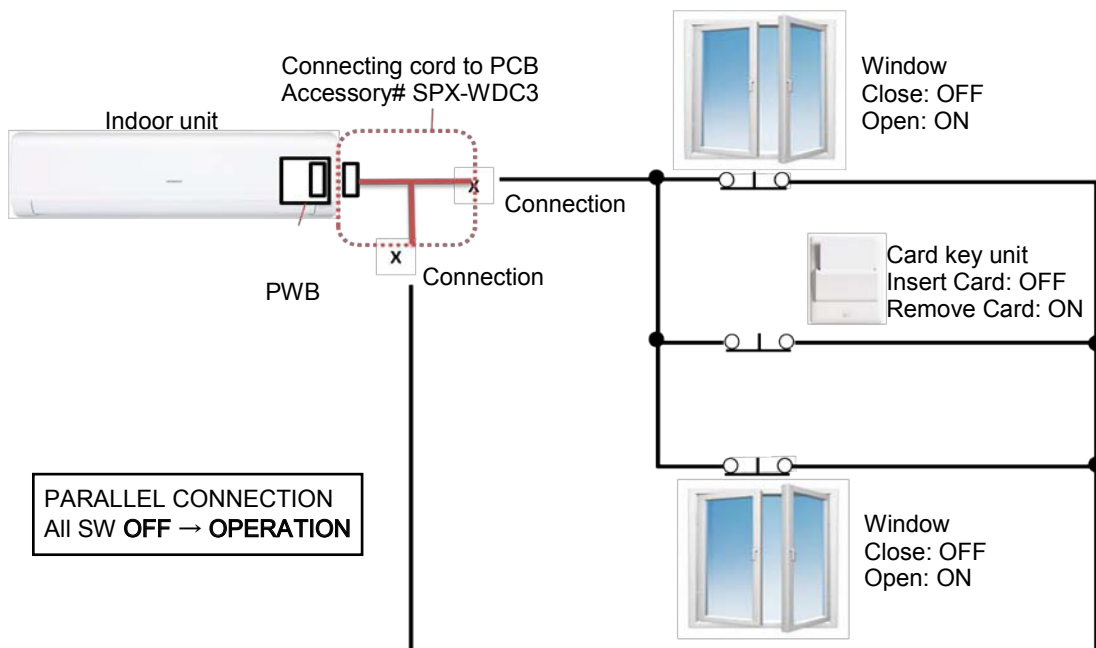 Connecting cord to PCB
Accessory# SPX-WDC3
Indoor unit
Window
Close: OFF
Open: ON
X
Connection
X
Connection
PWB
Card key unit
Insert Card: OFF
Remove Card: ON
PARALLEL CONNECTION
All SW OFF → OPERATION
Window
Close: OFF
Open: ON